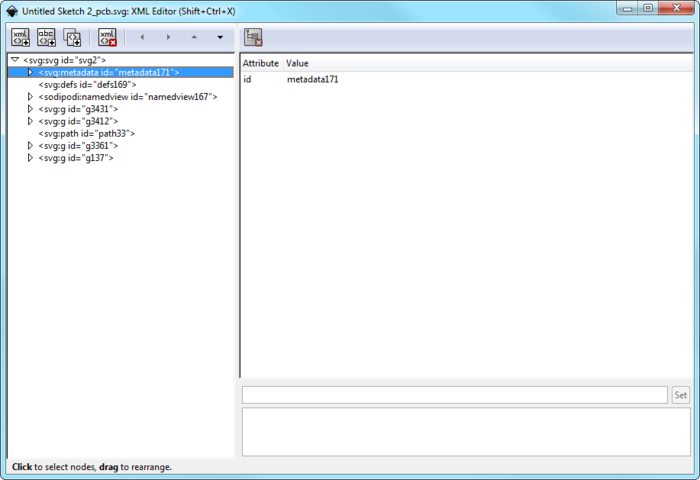 Untitled Sketch 2_pcb.svg: XML Editor (Shift+Ctrl+X)
xml
abc
xml
<svg:svg id="svg2">
<svg:metadata id="metadata171">
<svg:defs id="defs169">
<sodipodi:namedview id="namedview167">
<svg:g id="g3431">
<svg:g id="g3412">
<svg:path id="path33">
<svg:g id="g3361">
<svg:g id="g137">
Attribute Value
id metadata171
Set
Click to select nodes, drag to rearrange.